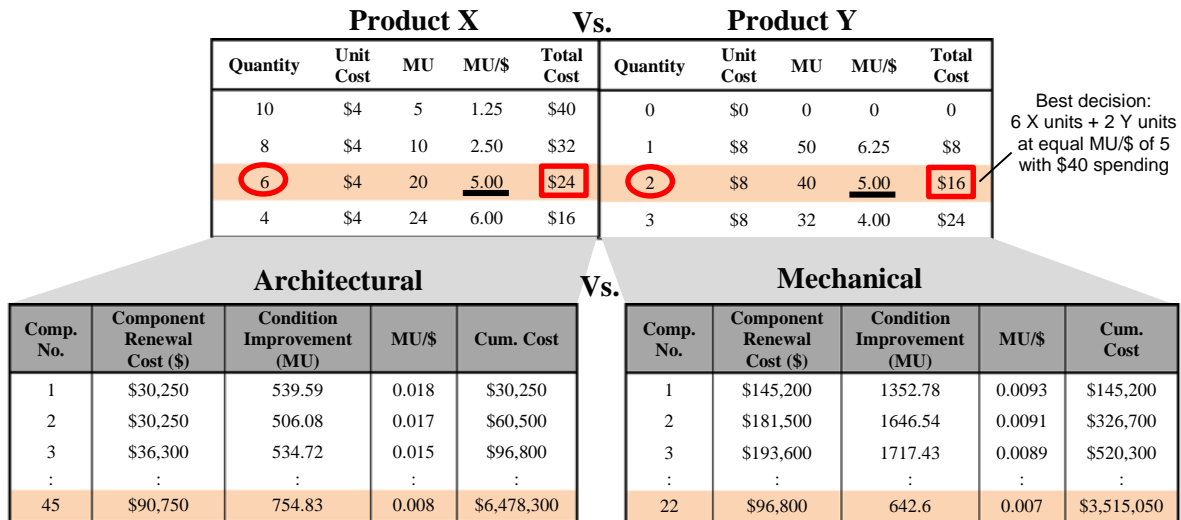 Product X Vs. Product Y
Quantity Unit Cost MU MU/$ Total Cost Quantity Unit Cost MU MU/$ Total Cost
10 $4 5 1.25 $40 0 $0 0 0 0
8 $4 10 2.50 $32 1 $8 50 6.25 $8
6 $4 20 5.00 $24 2 $8 40 5.00 $16
4 $4 24 6.00 $16 3 $8 32 4.00 $24
Best decision:
6 X units + 2 Y units
at equal MU/$ of 5
with $40 spending
Architectural Vs. Mechanical
Comp. No. Component Renewal Cost ($) Condition Improvement (MU) MU/$ Cum. Cost
1 $30,250 539.59 0.018 $30,250
2 $30,250 506.08 0.017 $60,500
3 $36,300 534.72 0.015 $96,800
: : : : :
45 $90,750 754.83 0.008 $6,478,300
Comp. No. Component Renewal Cost ($) Condition Improvement (MU) MU/$ Cum. Cost
1 $145,200 1352.78 0.0093 $145,200
2 $181,500 1646.54 0.0091 $326,700
3 $193,600 1717.43 0.0089 $520,300
: : : : :
22 $96,800 642.6 0.007 $3,515,050